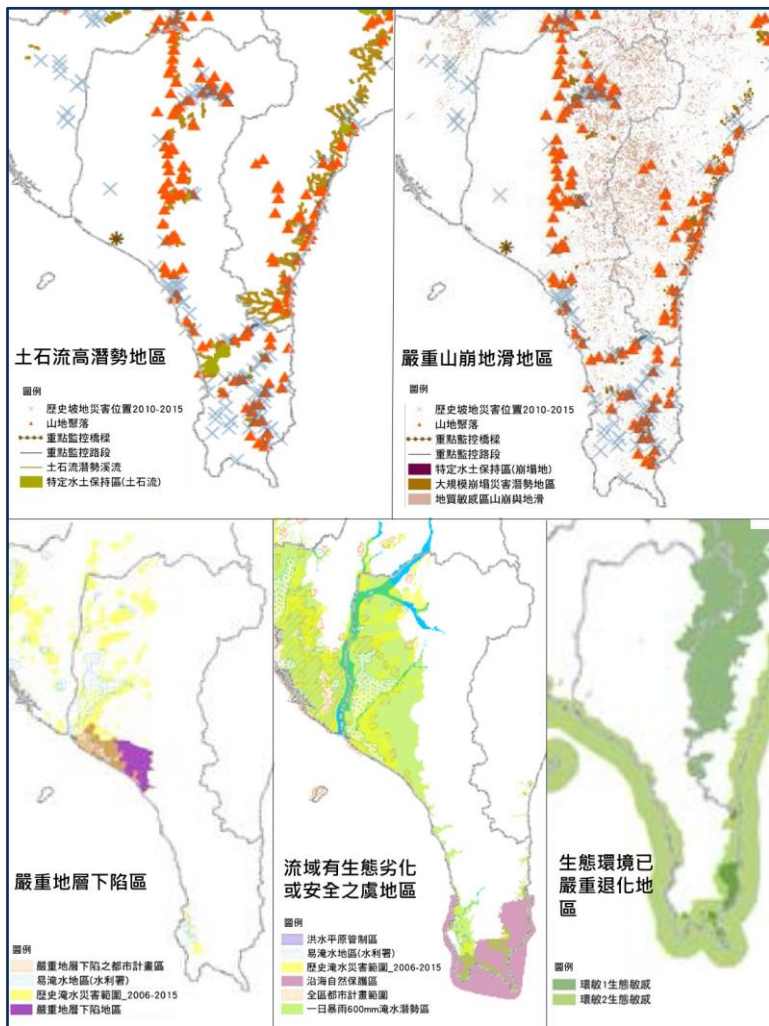 土石流高潛勢地區
圖例
歷史坡地災害位置2010-2015
山地聚落
重點監控橋樑
重點監控路段
土石流潛勢溪流
特定水土保持區(土石流)
嚴重山崩地滑地區
圖例
歷史坡地災害位置2010-2015
山地聚落
重點監控橋樑
重點監控路段
特定水土保持區(崩塌地)
大規模崩塌災害潛勢地區
地質敏感區山崩與地滑
嚴重地層下陷區
圖例
嚴重地層下陷之都市計畫區
易淹水地區(水利署)
歷史淹水災害範圍_2006-2015
嚴重地層下陷地區
流域有生態劣化
或安全之虞地區
圖例
洪水平原管制區
易淹水地區(水利署)
歷史淹水災害範圍_2006-2015
沿海自然保護區
全區都市計畫範圍
一日暴雨600mm淹水潛勢區
生態環境已
嚴重退化地
區
圖例
環敏1生態敏感
環敏2生態敏感